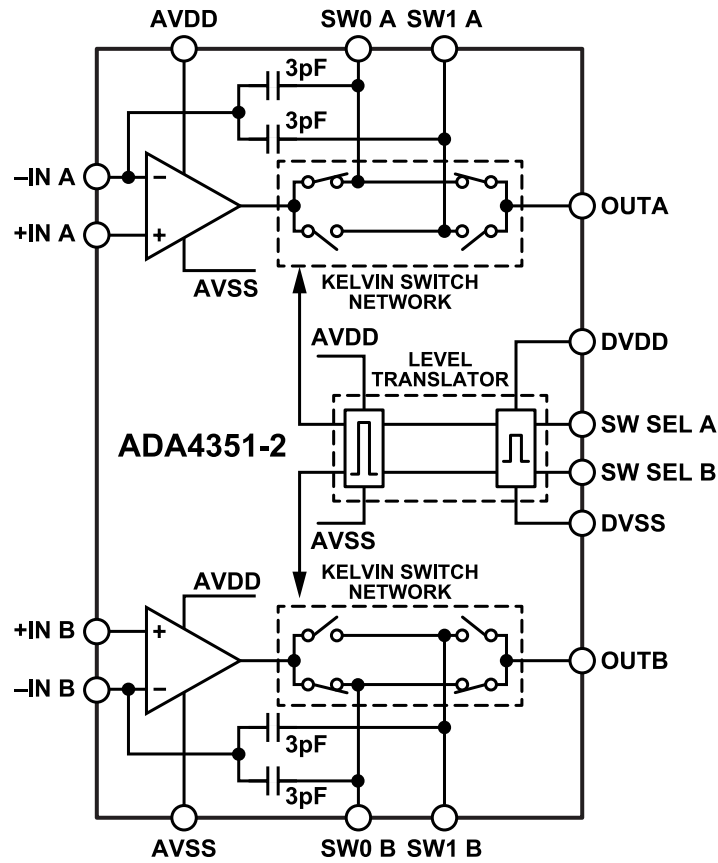 AVDD
SW0 A
SW1 A
3pF
3pF
–IN A
−
+IN A
+
OUTA
AVSS
KELVIN SWITCH
NETWORK
AVDD
DVDD
LEVEL
TRANSLATOR
SW SEL A
ADA4351-2
SW SEL B
AVSS
DVSS
KELVIN SWITCH
NETWORK
AVDD
+IN B
+
–IN B
−
OUTB
3pF
3pF
AVSS
SW0 B
SW1 B